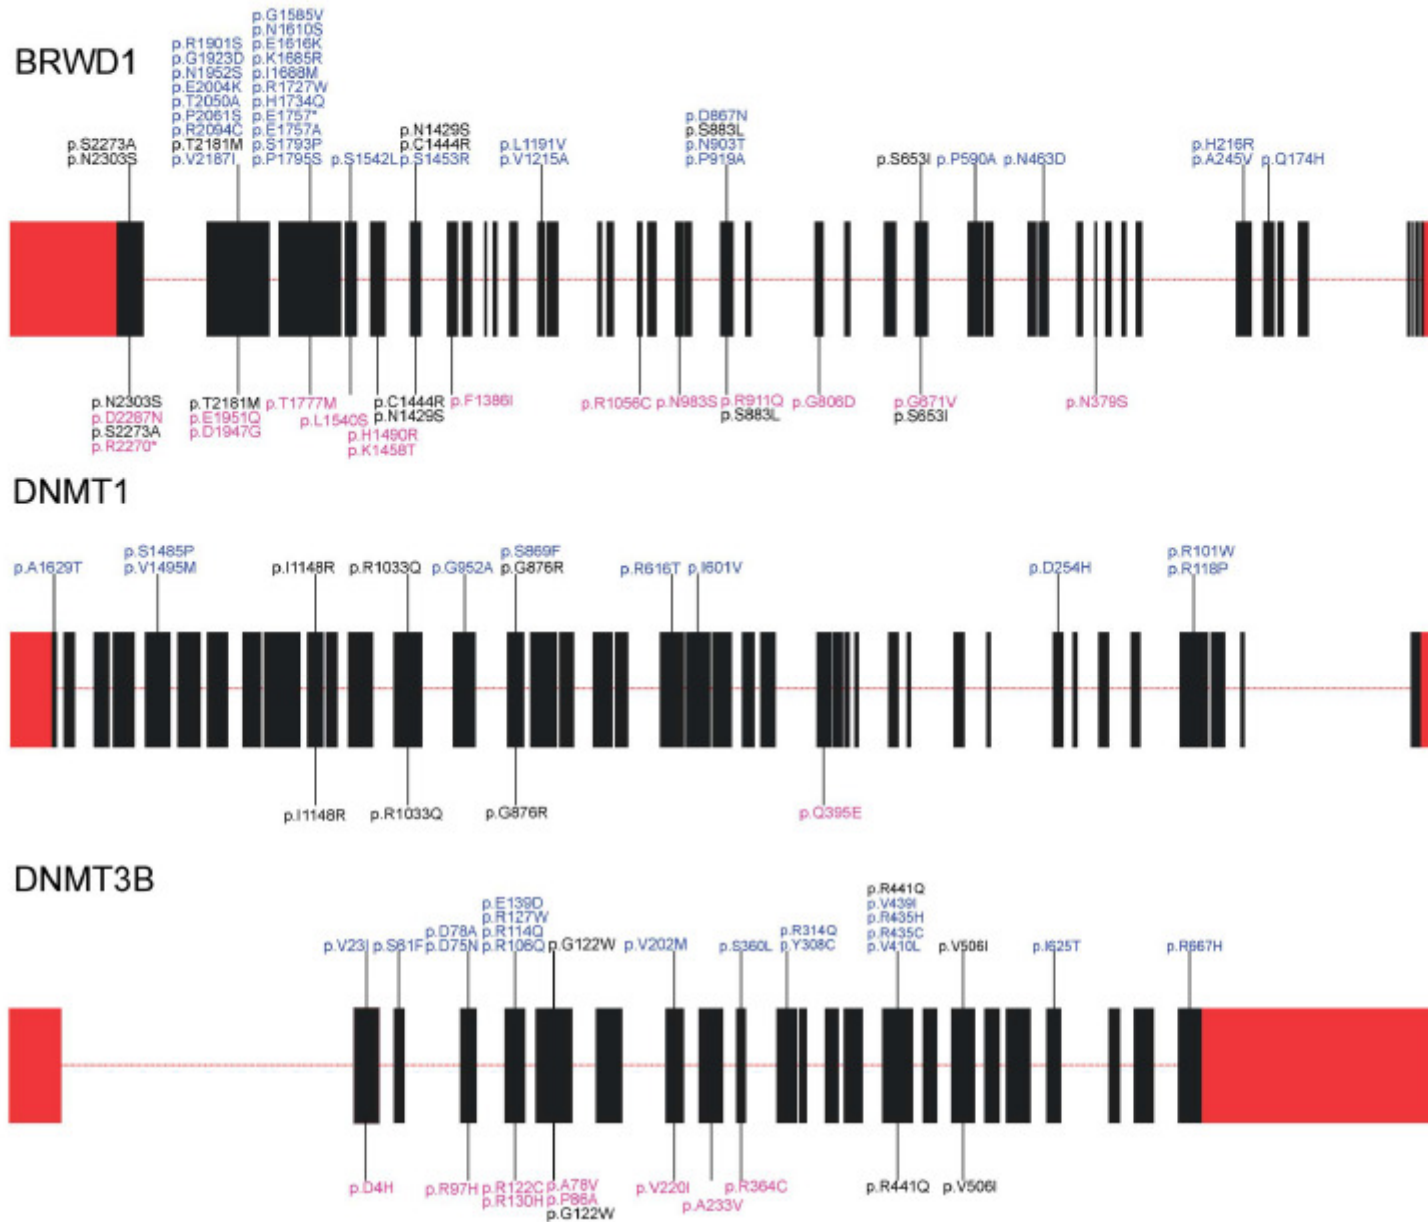 BRWD1
p.S2273A
p.N2303S
p.R1901S
p.G1923D
p.N1952S
p.E2004K
p.T2050A
p.P2061S
p.R2094C
p.T2181M
p.V2187I
p.G1585V
p.N1610S
p.E1616K
p.K1685R
p.I1688M
p.R1727W
p.H1734Q
p.E1757*
p.E1757A
p.S1793P
p.P1795S
p.S1542L
p.N1429S
p.C1444R
p.S1453R
p.L1191V
p.V1215A
p.D867N
p.S883L
p.N903T
p.P919A
p.S653I
p.P590A
p.N463D
p.H216R
p.A245V
p.Q174H
p.N2303S
p.D2287N
p.S2273A
p.R2270*
p.T2181M
p.E1951Q
p.D1947G
p.T1777M
p.L1540S
p.H1490R
p.K1458T
p.C1444R
p.N1429S
p.F1386I
p.R1056C
p.N983S
p.R911Q
p.S883L
p.G806D
p.G671V
p.S653I
p.N379S
DNMT1
p.A1629T
p.S1485P
p.V1495M
p.I1148R
p.R1033Q
p.G952A
p.S869F
p.G876R
p.R616T
p.I601V
p.D254H
p.R101W
p.R118P
p.I1148R
p.R1033Q
p.G876R
p.Q395E
DNMT3B
p.V23I
p.S61F
p.D78A
p.D75N
p.E139D
p.R127W
p.R114Q
p.R106Q
p.G122W
p.V202M
p.S360L
p.R314Q
p.Y308C
p.R441Q
p.V439I
p.R435H
p.R435C
p.V410L
p.V506I
p.I625T
p.R667H
p.D4H
p.R97H
p.R122C
p.R130H
p.A78V
p.P86A
p.G122W
p.V220I
p.A233V
p.R364C
p.R441Q
p.V506I